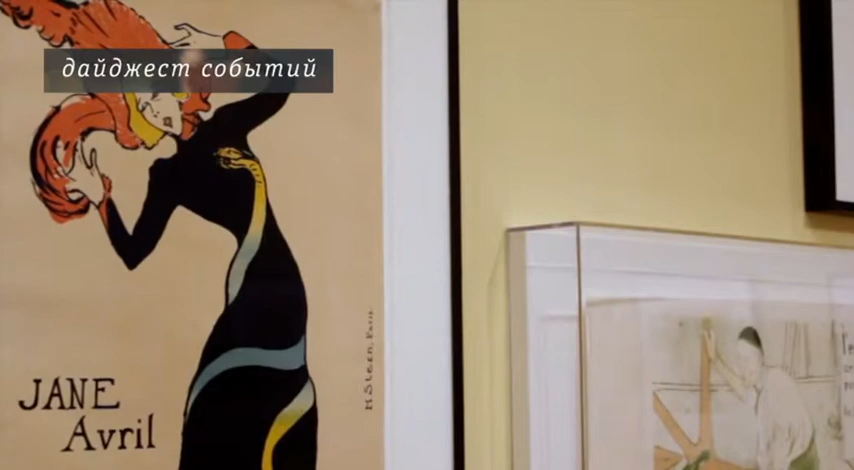 дайджест событий
JANE
Avril
H. Stern, Paris.